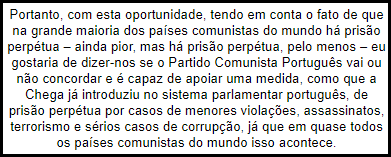 Portanto, com esta oportunidade, tendo em conta o fato de que
na grande maioria dos países comunistas do mundo há prisão
perpétua – ainda pior, mas há prisão perpétua, pelo menos – eu
gostaria de dizer-nos se o Partido Comunista Português vai ou
não concordar e é capaz de apoiar uma medida, como que a
Chega já introduziu no sistema parlamentar português, de
prisão perpétua por casos de menores violações, assassinatos,
terrorismo e sérios casos de corrupção, já que em quase todos
os países comunistas do mundo isso acontece.